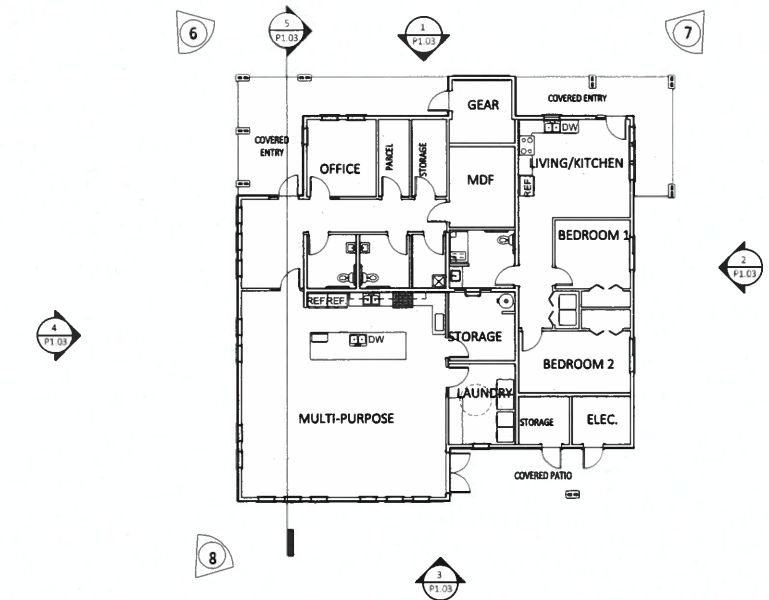 6
5
P1.03
1
P1.03
7
GEAR
COVERED ENTRY
DW
COVERED
ENTRY
OFFICE
PARCEL
STORAGE
MDF
LIVING/KITCHEN
REF
BEDROOM 1
2
P1.03
REF
REF
4
P1.03
DW
STORAGE
BEDROOM 2
LAUNDRY
MULTI-PURPOSE
STORAGE
ELEC.
COVERED PATIO
8
3
P1.03